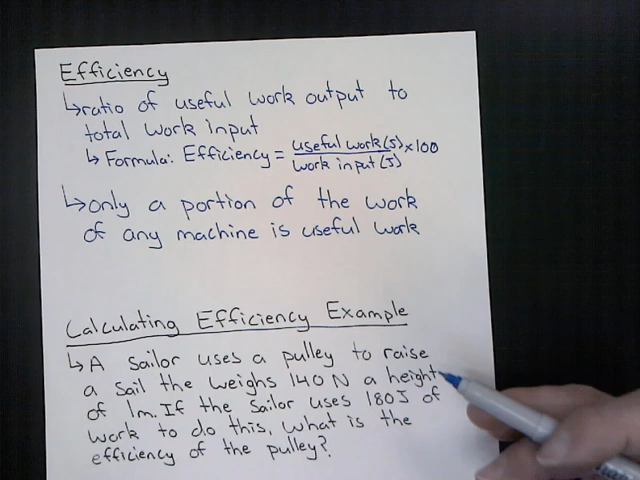 Efficiency
↳ratio of useful work output to
total work input
↳ Formula: Efficiency = useful work(J) / work input(J) ×100
↳only a portion of the work
of any machine is useful work
Calculating Efficiency Example
↳ A sailor uses a pulley to raise
a sail the weighs 140 N a height
of 1m. If the sailor uses 180J of
work to do this, what is the
efficiency of the pulley?